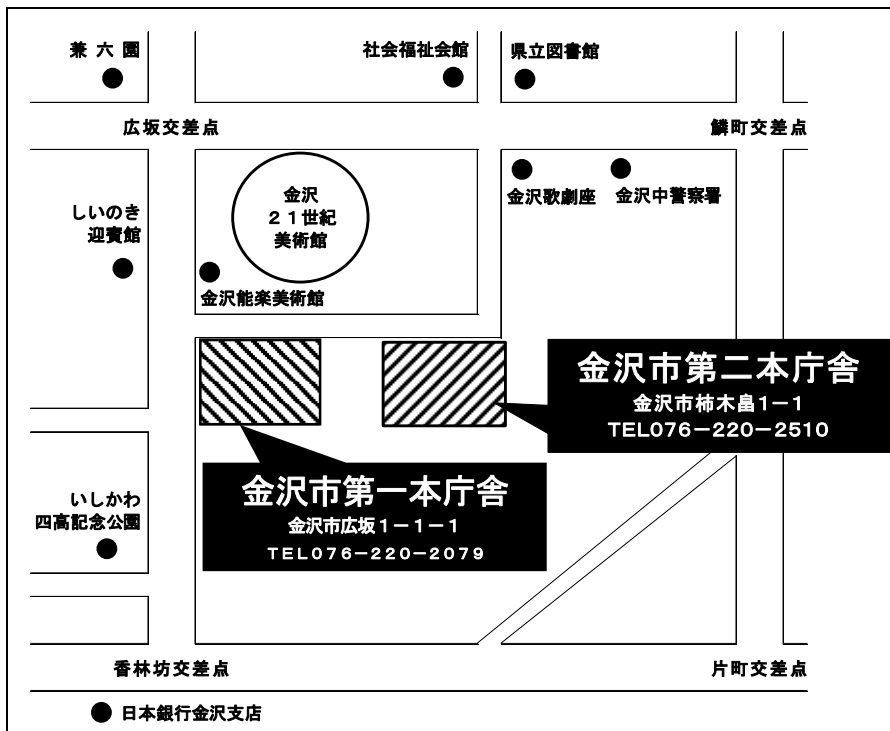 兼六園
社会福祉会館
県立図書館
広坂交差点
鱗町交差点
金沢
21世紀
美術館
金沢歌劇座
金沢中警察署
しいのき
迎賓館
金沢能楽美術館
金沢市第二本庁舎
金沢市柿木畠1-1
TEL076-220-2510
金沢市第一本庁舎
金沢市広坂1-1-1
TEL076-220-2079
いしかわ
四高記念公園
香林坊交差点
片町交差点
日本銀行金沢支店